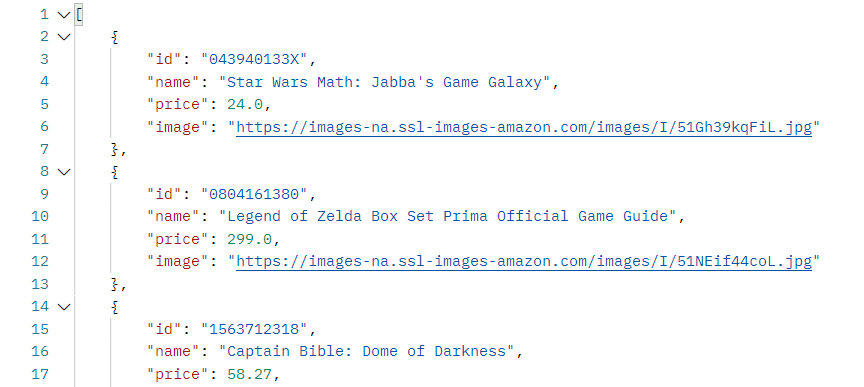 1 [
2 {
3 "id": "043940133X",
4 "name": "Star Wars Math: Jabba's Game Galaxy",
5 "price": 24.0,
6 "image": "https://images-na.ssl-images-amazon.com/images/I/51Gh39kqFiL.jpg"
7 },
8 {
9 "id": "0804161380",
10 "name": "Legend of Zelda Box Set Prima Official Game Guide",
11 "price": 299.0,
12 "image": "https://images-na.ssl-images-amazon.com/images/I/51NEif44coL.jpg"
13 },
14 {
15 "id": "1563712318",
16 "name": "Captain Bible: Dome of Darkness",
17 "price": 58.27,